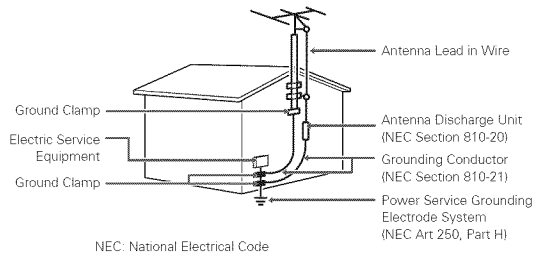 Antenna Lead in Wire
Ground Clamp
Antenna Discharge Unit
(NEC Section 810-20)
Electric Service
Equipment
Grounding Conductor
(NEC Section 810-21)
Ground Clamp
Power Service Grounding
Electrode System
(NEC Art 250, Part H)
NEC: National Electrical Code